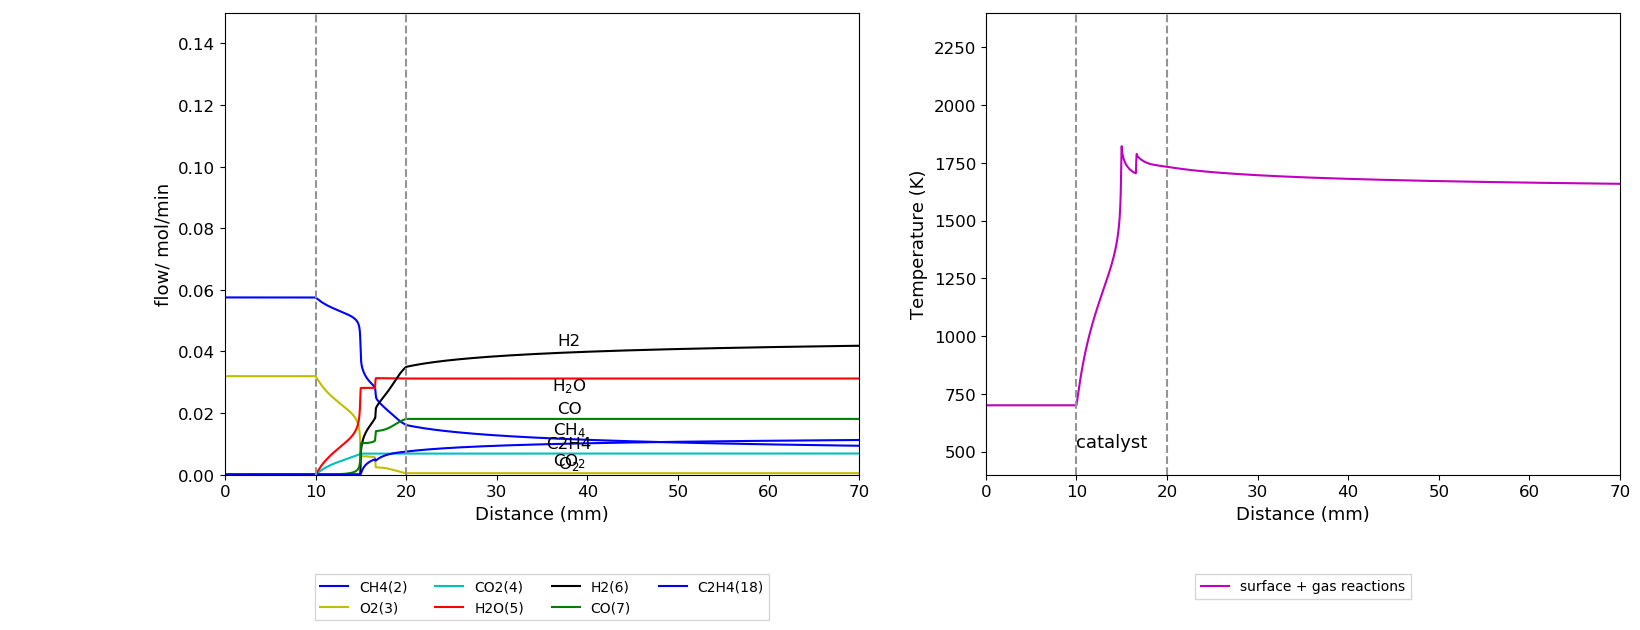 0.14
0.12
0.10
0.08
0.06
0.04
0.02
0.00
flow/ mol/min
H2
H₂O
CO
CH₄
C2H4
CO₂
O₂
0 10 20 30 40 50 60 70
Distance (mm)
CH4(2) CO2(4) H2(6) C2H4(18)
O2(3) H2O(5) CO(7)
2250
2000
1750
1500
1250
1000
750
500
Temperature (K)
catalyst
0 10 20 30 40 50 60 70
Distance (mm)
surface + gas reactions